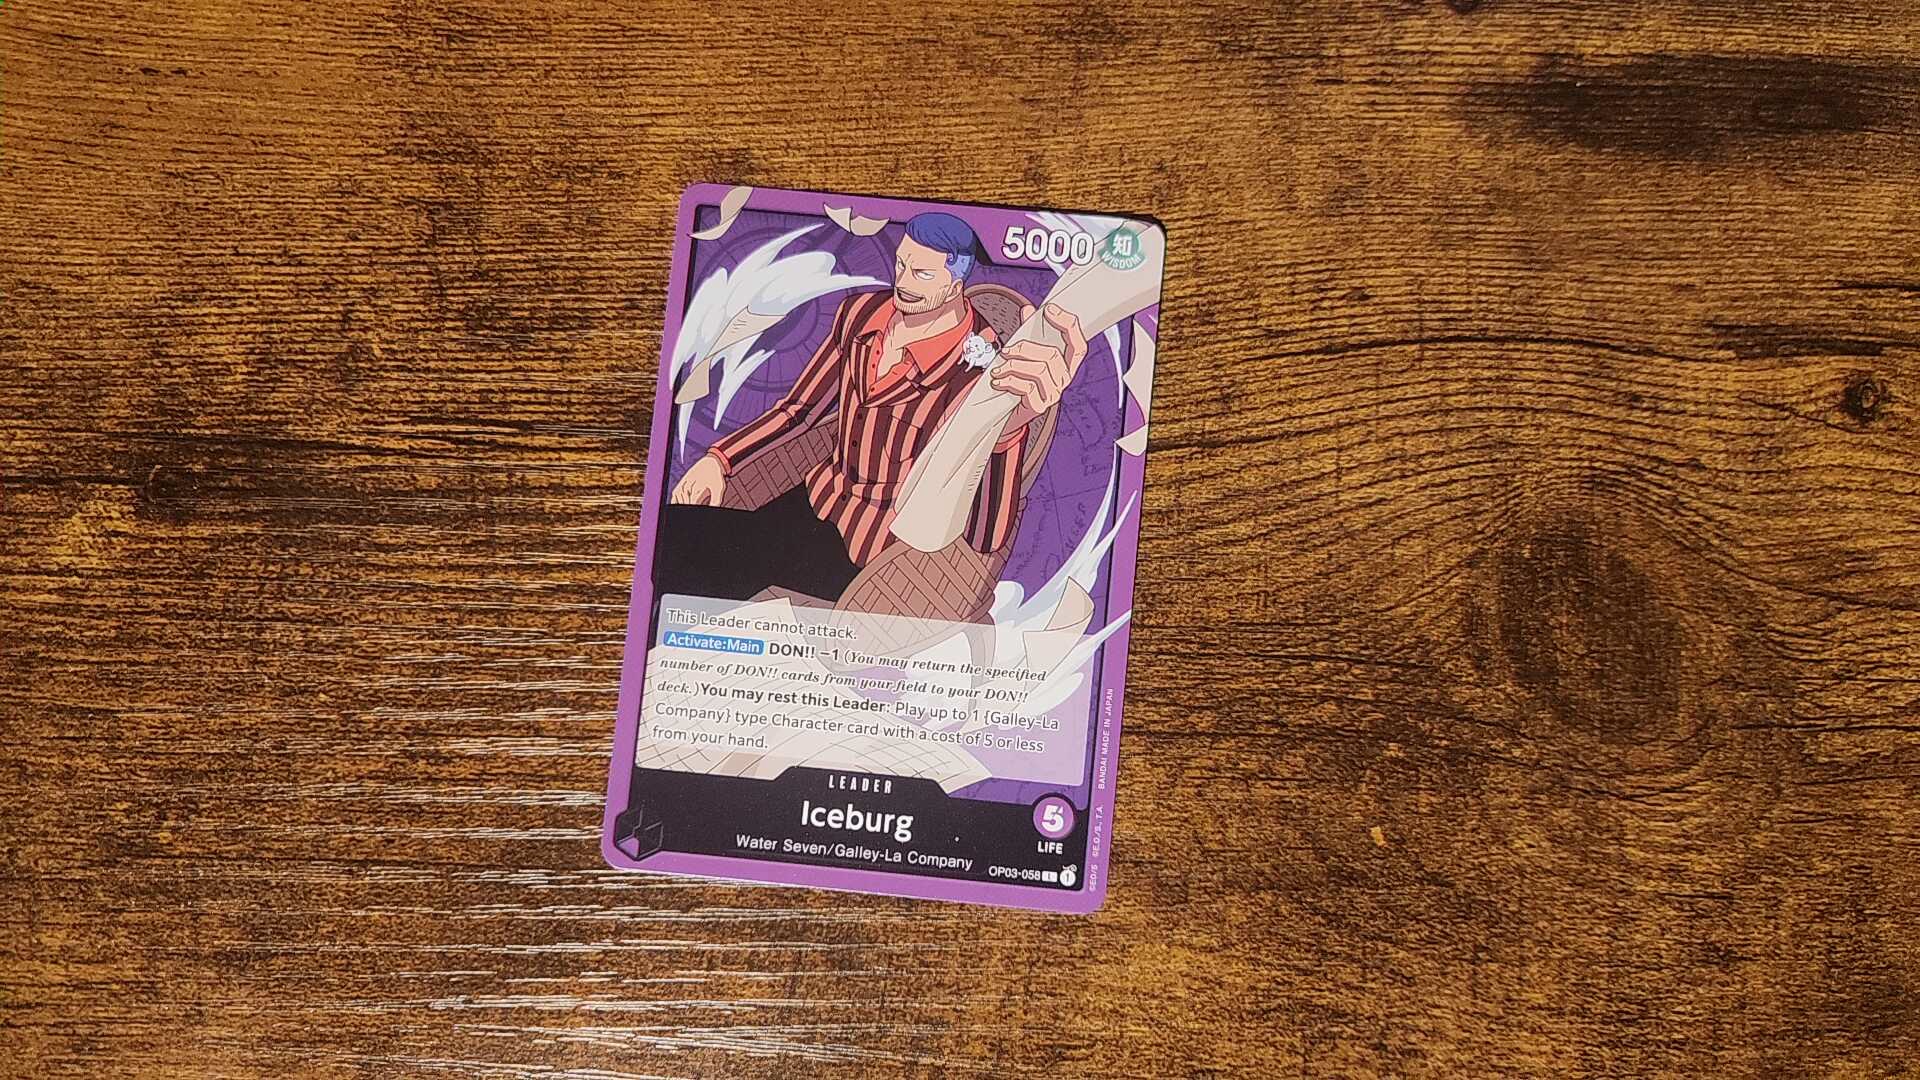 5000
知
WISDOM
This Leader cannot attack.
Activate:Main DON!! −1 (You may return the specified
number of DON!! cards from your field to your DON!!
deck.) You may rest this Leader: Play up to 1 {Galley-La
Company} type Character card with a cost of 5 or less
from your hand.
LEADER
Iceburg
Water Seven/Galley-La Company
5
LIFE
OP03-058 L 1
©E.O./S. ©E.O./S., T.A. BANDAI MADE IN JAPAN